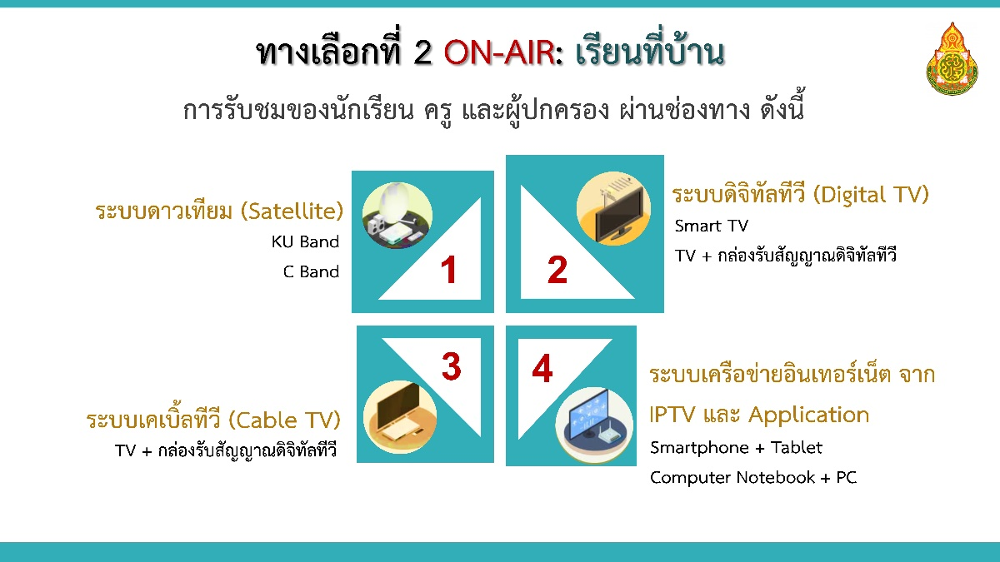 ทางเลือกที่ 2 ON-AIR: เรียนที่บ้าน
การรับชมของนักเรียน ครู และผู้ปกครอง ผ่านช่องทาง ดังนี้
ระบบดาวเทียม (Satellite)
KU Band
C Band
1
2
ระบบดิจิทัลทีวี (Digital TV)
Smart TV
TV + กล่องรับสัญญาณดิจิทัลทีวี
3
ระบบเคเบิ้ลทีวี (Cable TV)
TV + กล่องรับสัญญาณดิจิทัลทีวี
4
ระบบเครือข่ายอินเทอร์เน็ต จาก
IPTV และ Application
Smartphone + Tablet
Computer Notebook + PC